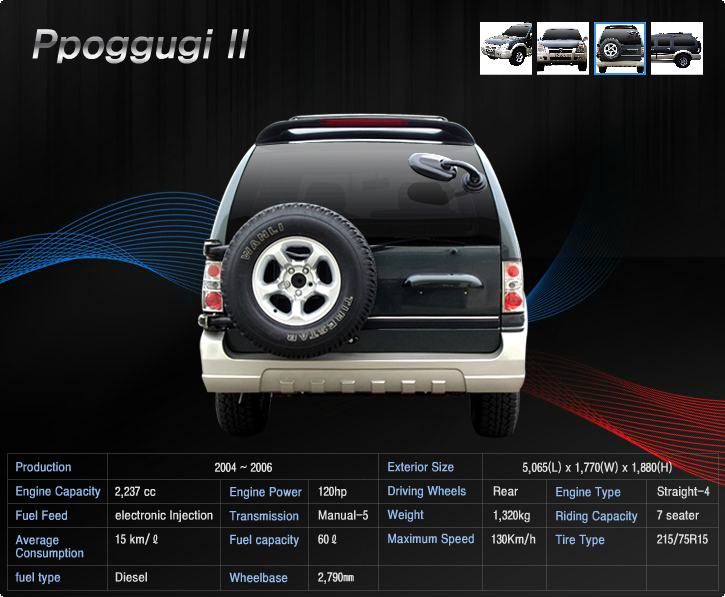 Ppoggugi II
WANLI
TIRESTAR
Production 2004 ~ 2006 Exterior Size 5,065(L) x 1,770(W) x 1,880(H)
Engine Capacity 2,237 cc Engine Power 120hp Driving Wheels Rear Engine Type Straight-4
Fuel Feed electronic Injection Transmission Manual-5 Weight 1,320kg Riding Capacity 7 seater
Average Consumption 15 km/ℓ Fuel capacity 60ℓ Maximum Speed 130Km/h Tire Type 215/75R15
fuel type Diesel Wheelbase 2,790㎜